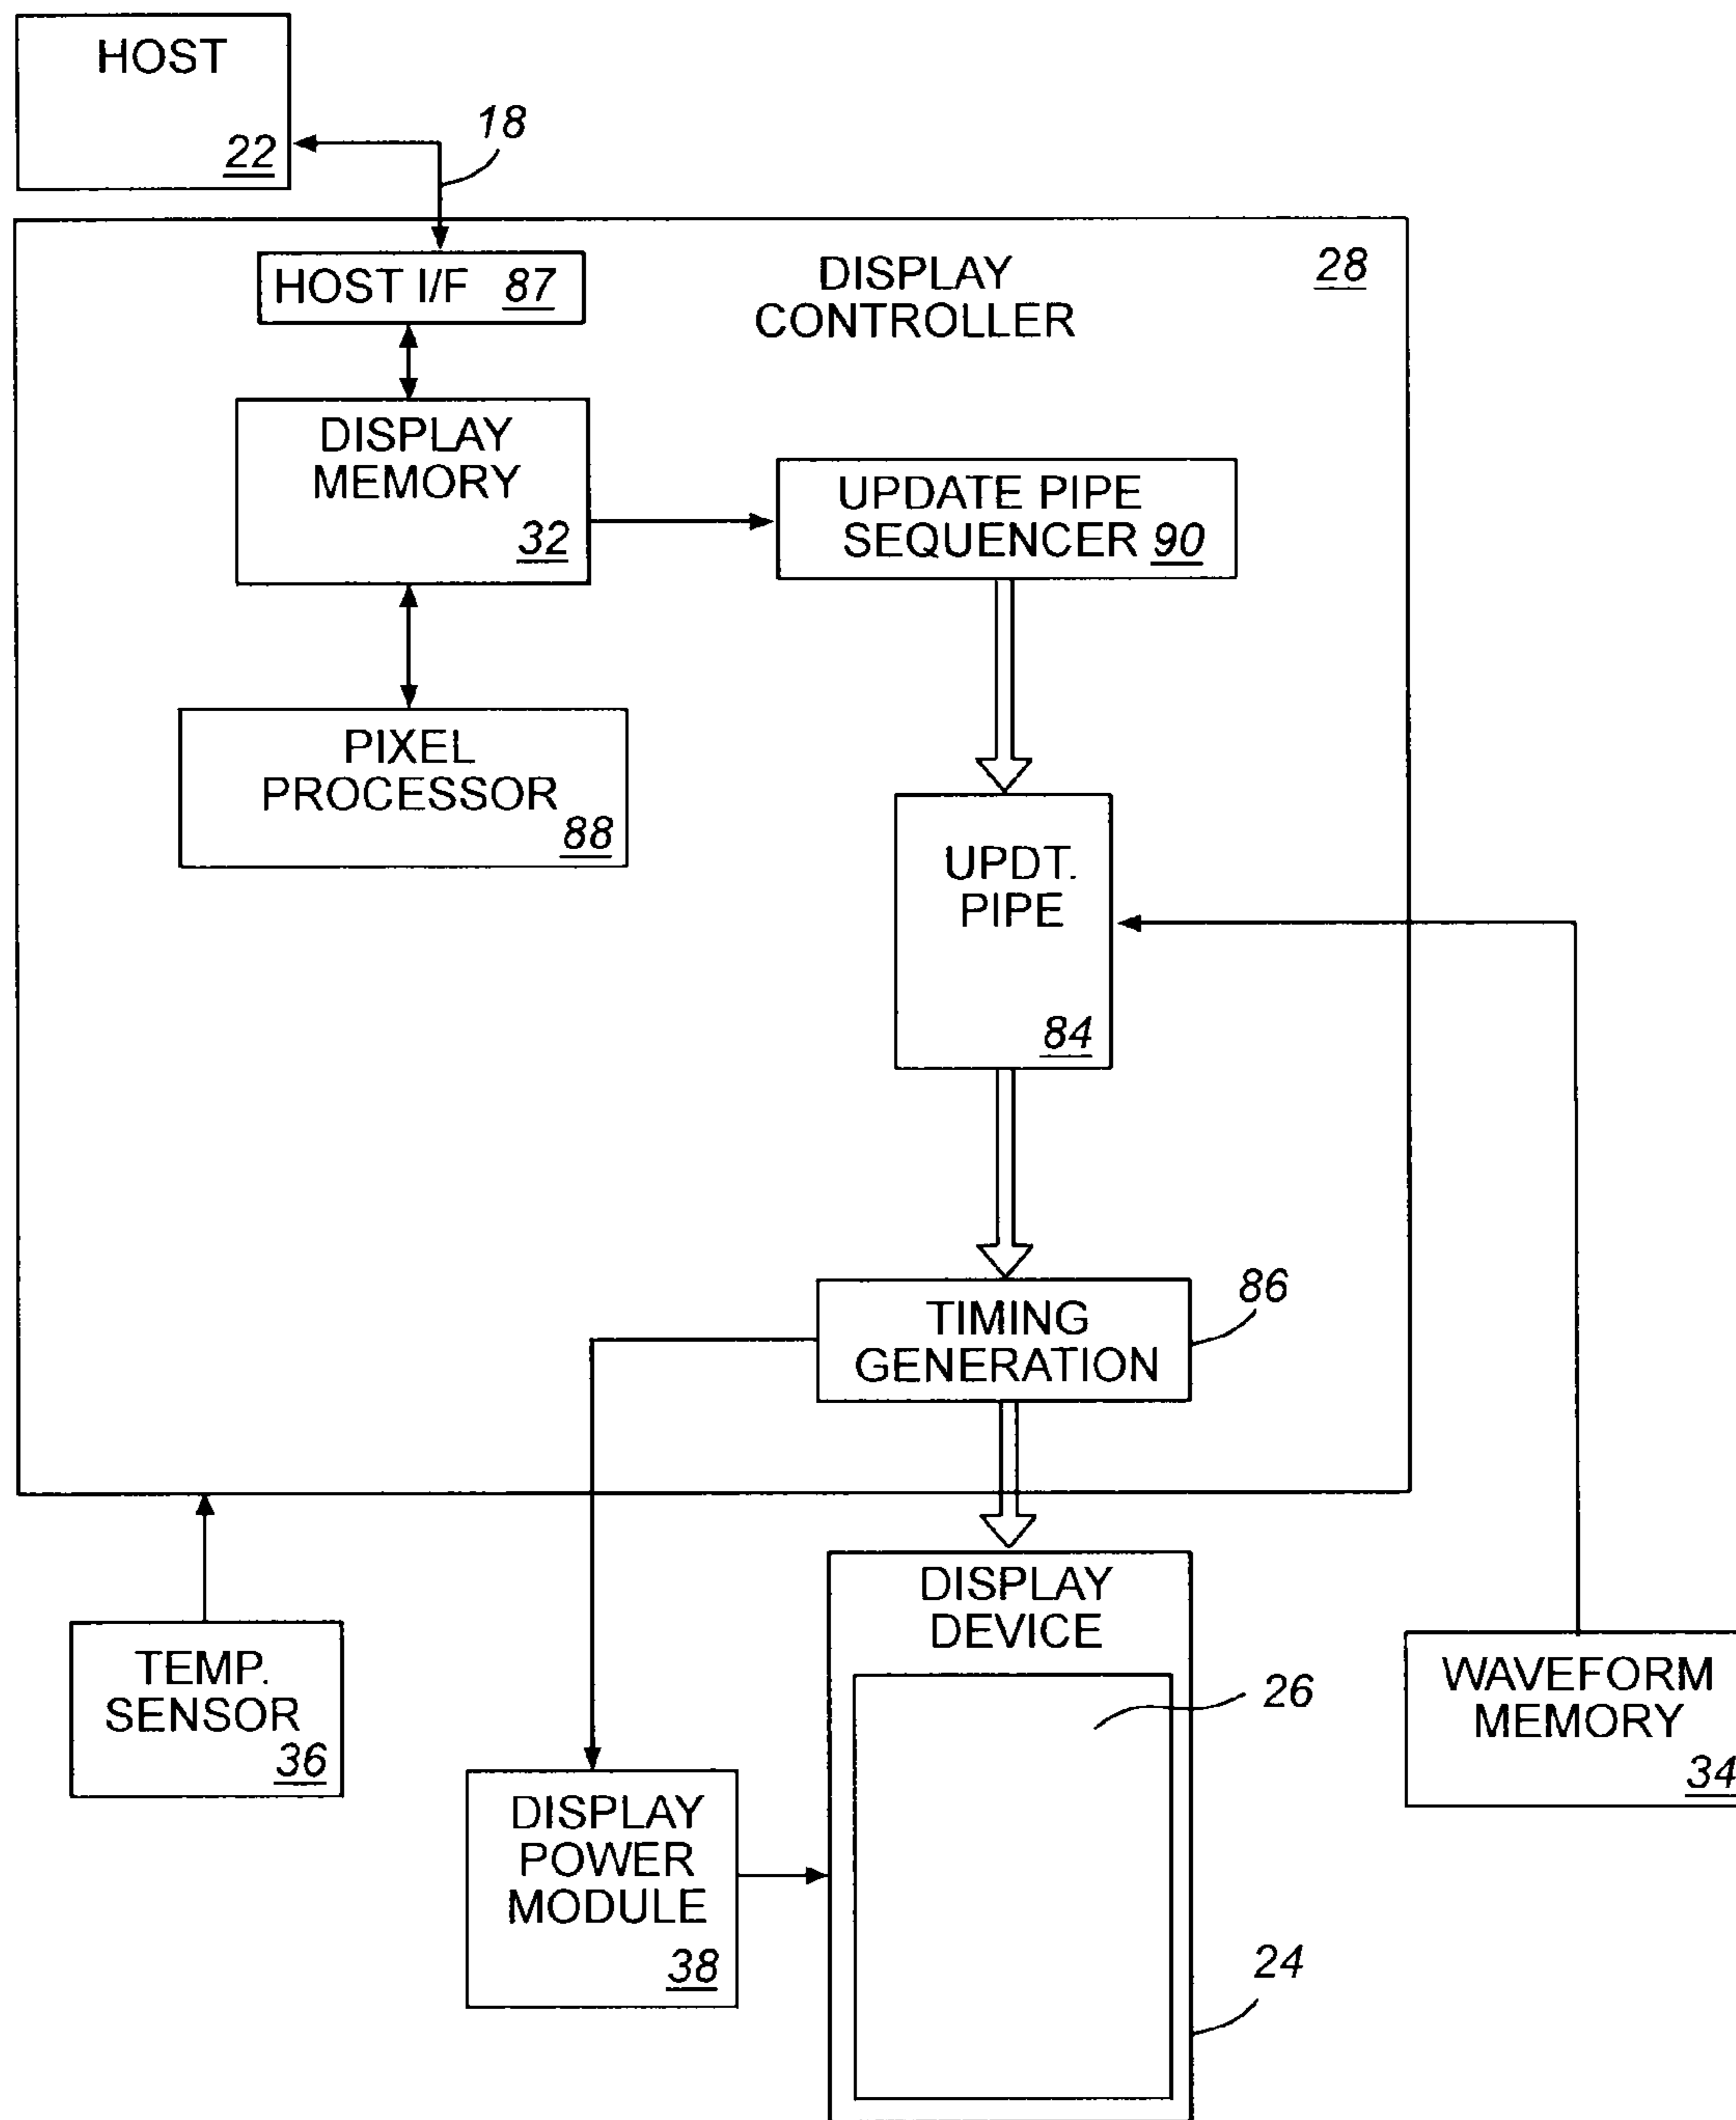 HOST
22
18
HOST I/F 87
DISPLAY
CONTROLLER
28
DISPLAY
MEMORY
32
UPDATE PIPE
SEQUENCER 90
PIXEL
PROCESSOR
88
UPDT.
PIPE
84
TIMING
GENERATION
86
DISPLAY
DEVICE
26
24
TEMP.
SENSOR
36
DISPLAY
POWER
MODULE
38
WAVEFORM
MEMORY
34